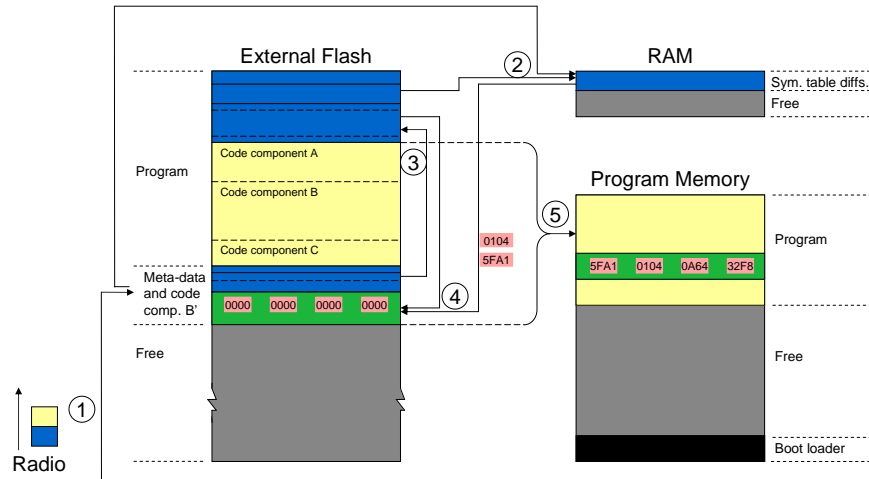 External Flash
RAM
2
Sym. table diffs.
Free
Code component A
3
Program
Code component B
Program Memory
5
0104
5FA1
Program
Code component C
5FA1 0104 0A64 32F8
Meta-data
and code
comp. B'
0000 0000 0000 0000
4
Free
Free
1
Radio
Boot loader